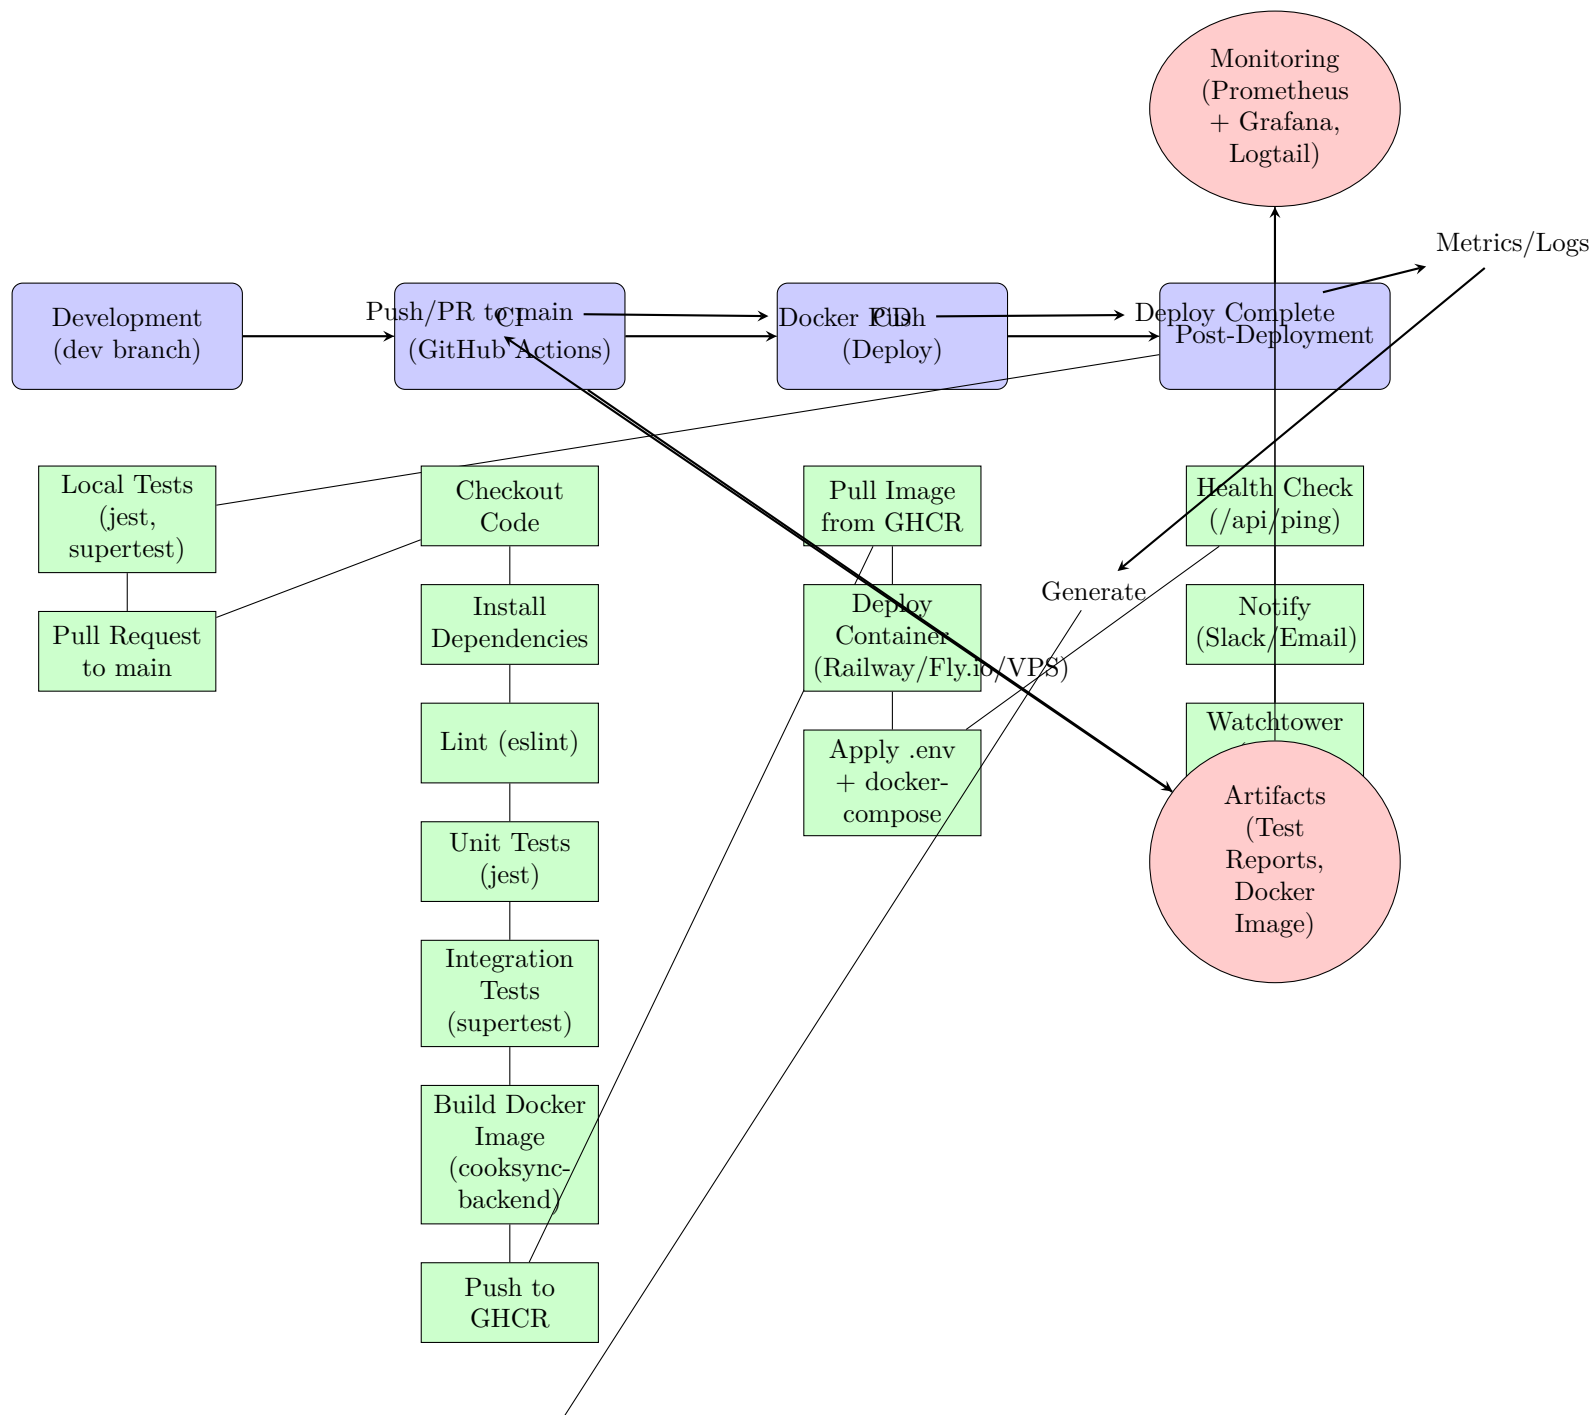 Monitoring
(Prometheus
+ Grafana,
Logtail)
Metrics/Logs
Development
(dev branch)
Push/PR to main
CI
(GitHub Actions)
Docker Push
CD
(Deploy)
Deploy Complete
Post-Deployment
Local Tests
(jest,
supertest)
Pull Request
to main
Checkout
Code
Install
Dependencies
Lint (eslint)
Unit Tests
(jest)
Integration
Tests
(supertest)
Build Docker
Image
(cooksync-
backend)
Push to
GHCR
Pull Image
from GHCR
Deploy
Container
(Railway/Fly.io/VPS)
Apply .env
+ docker-
compose
Generate
Health Check
(/api/ping)
Notify
(Slack/Email)
Watchtower
Artifacts
(Test
Reports,
Docker
Image)